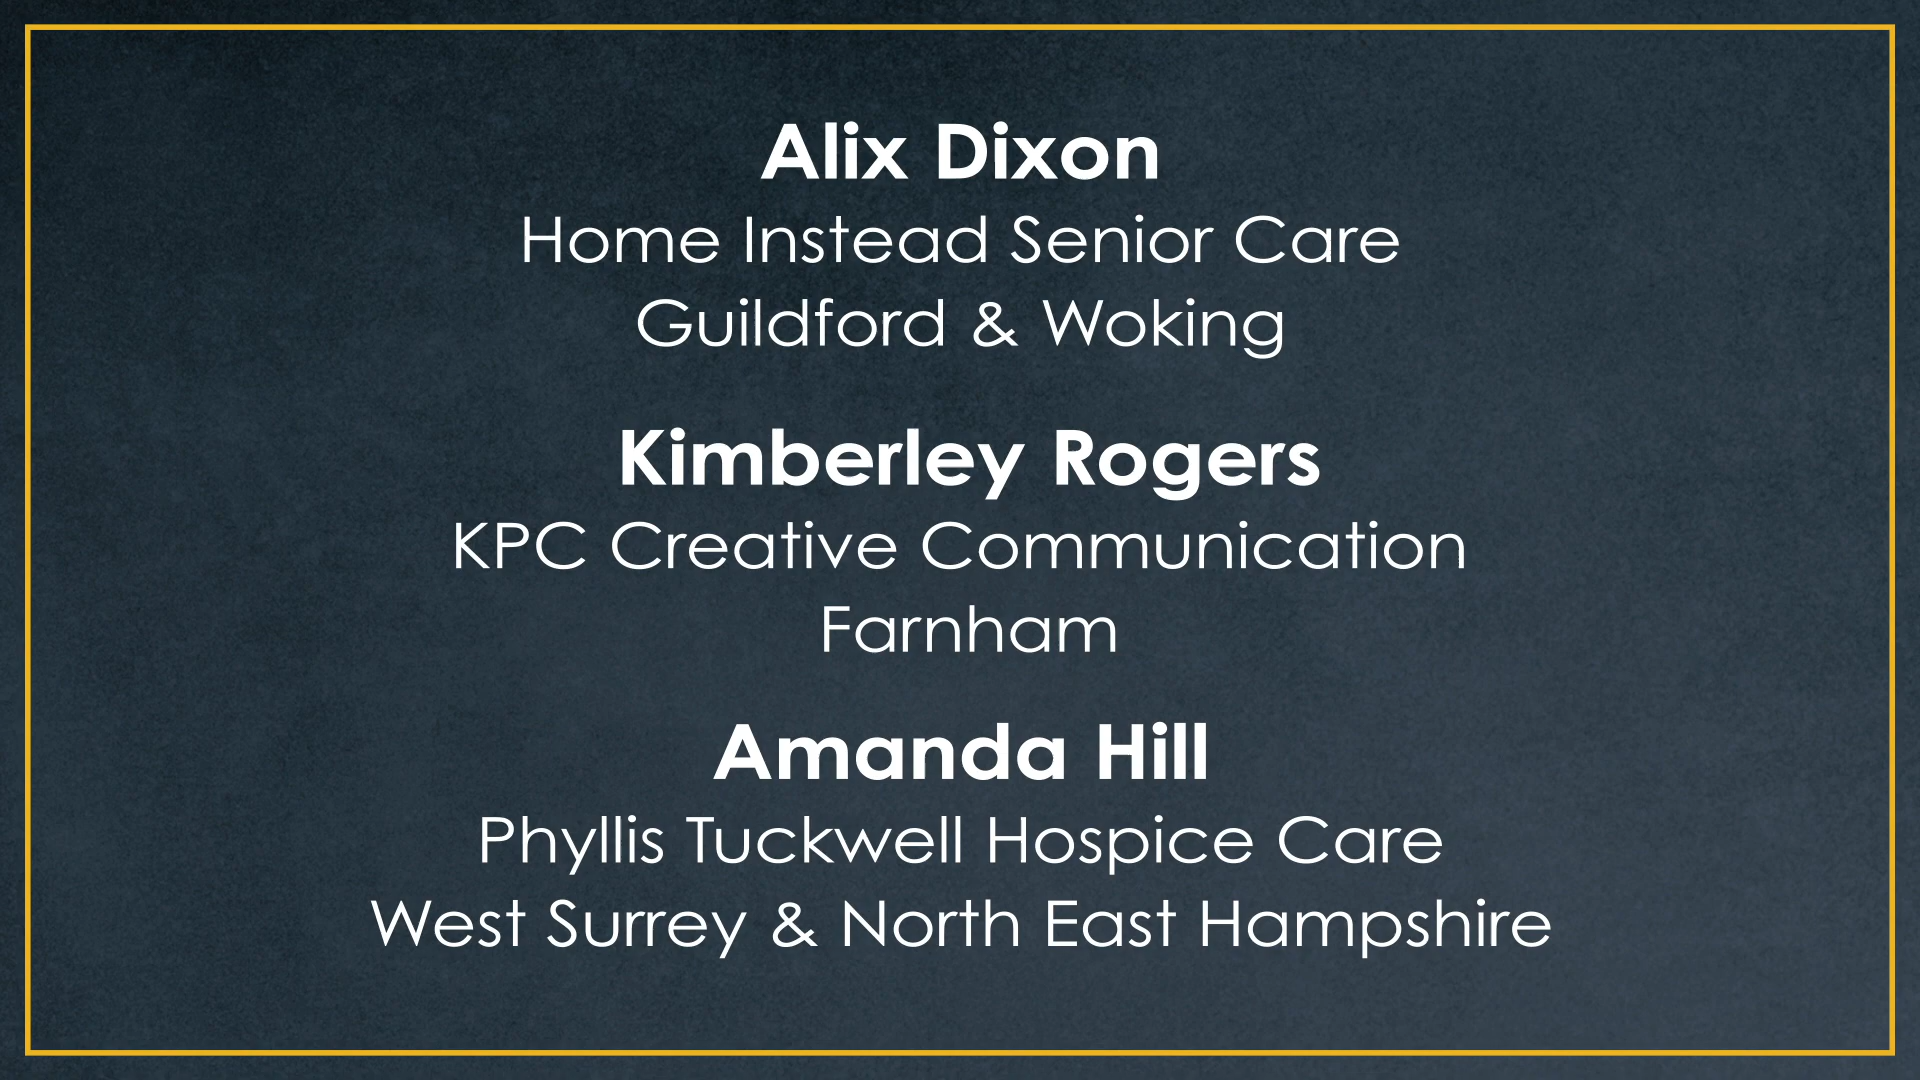 Alix Dixon
Home Instead Senior Care
Guildford & Woking
Kimberley Rogers
KPC Creative Communication
Farnham
Amanda Hill
Phyllis Tuckwell Hospice Care
West Surrey & North East Hampshire